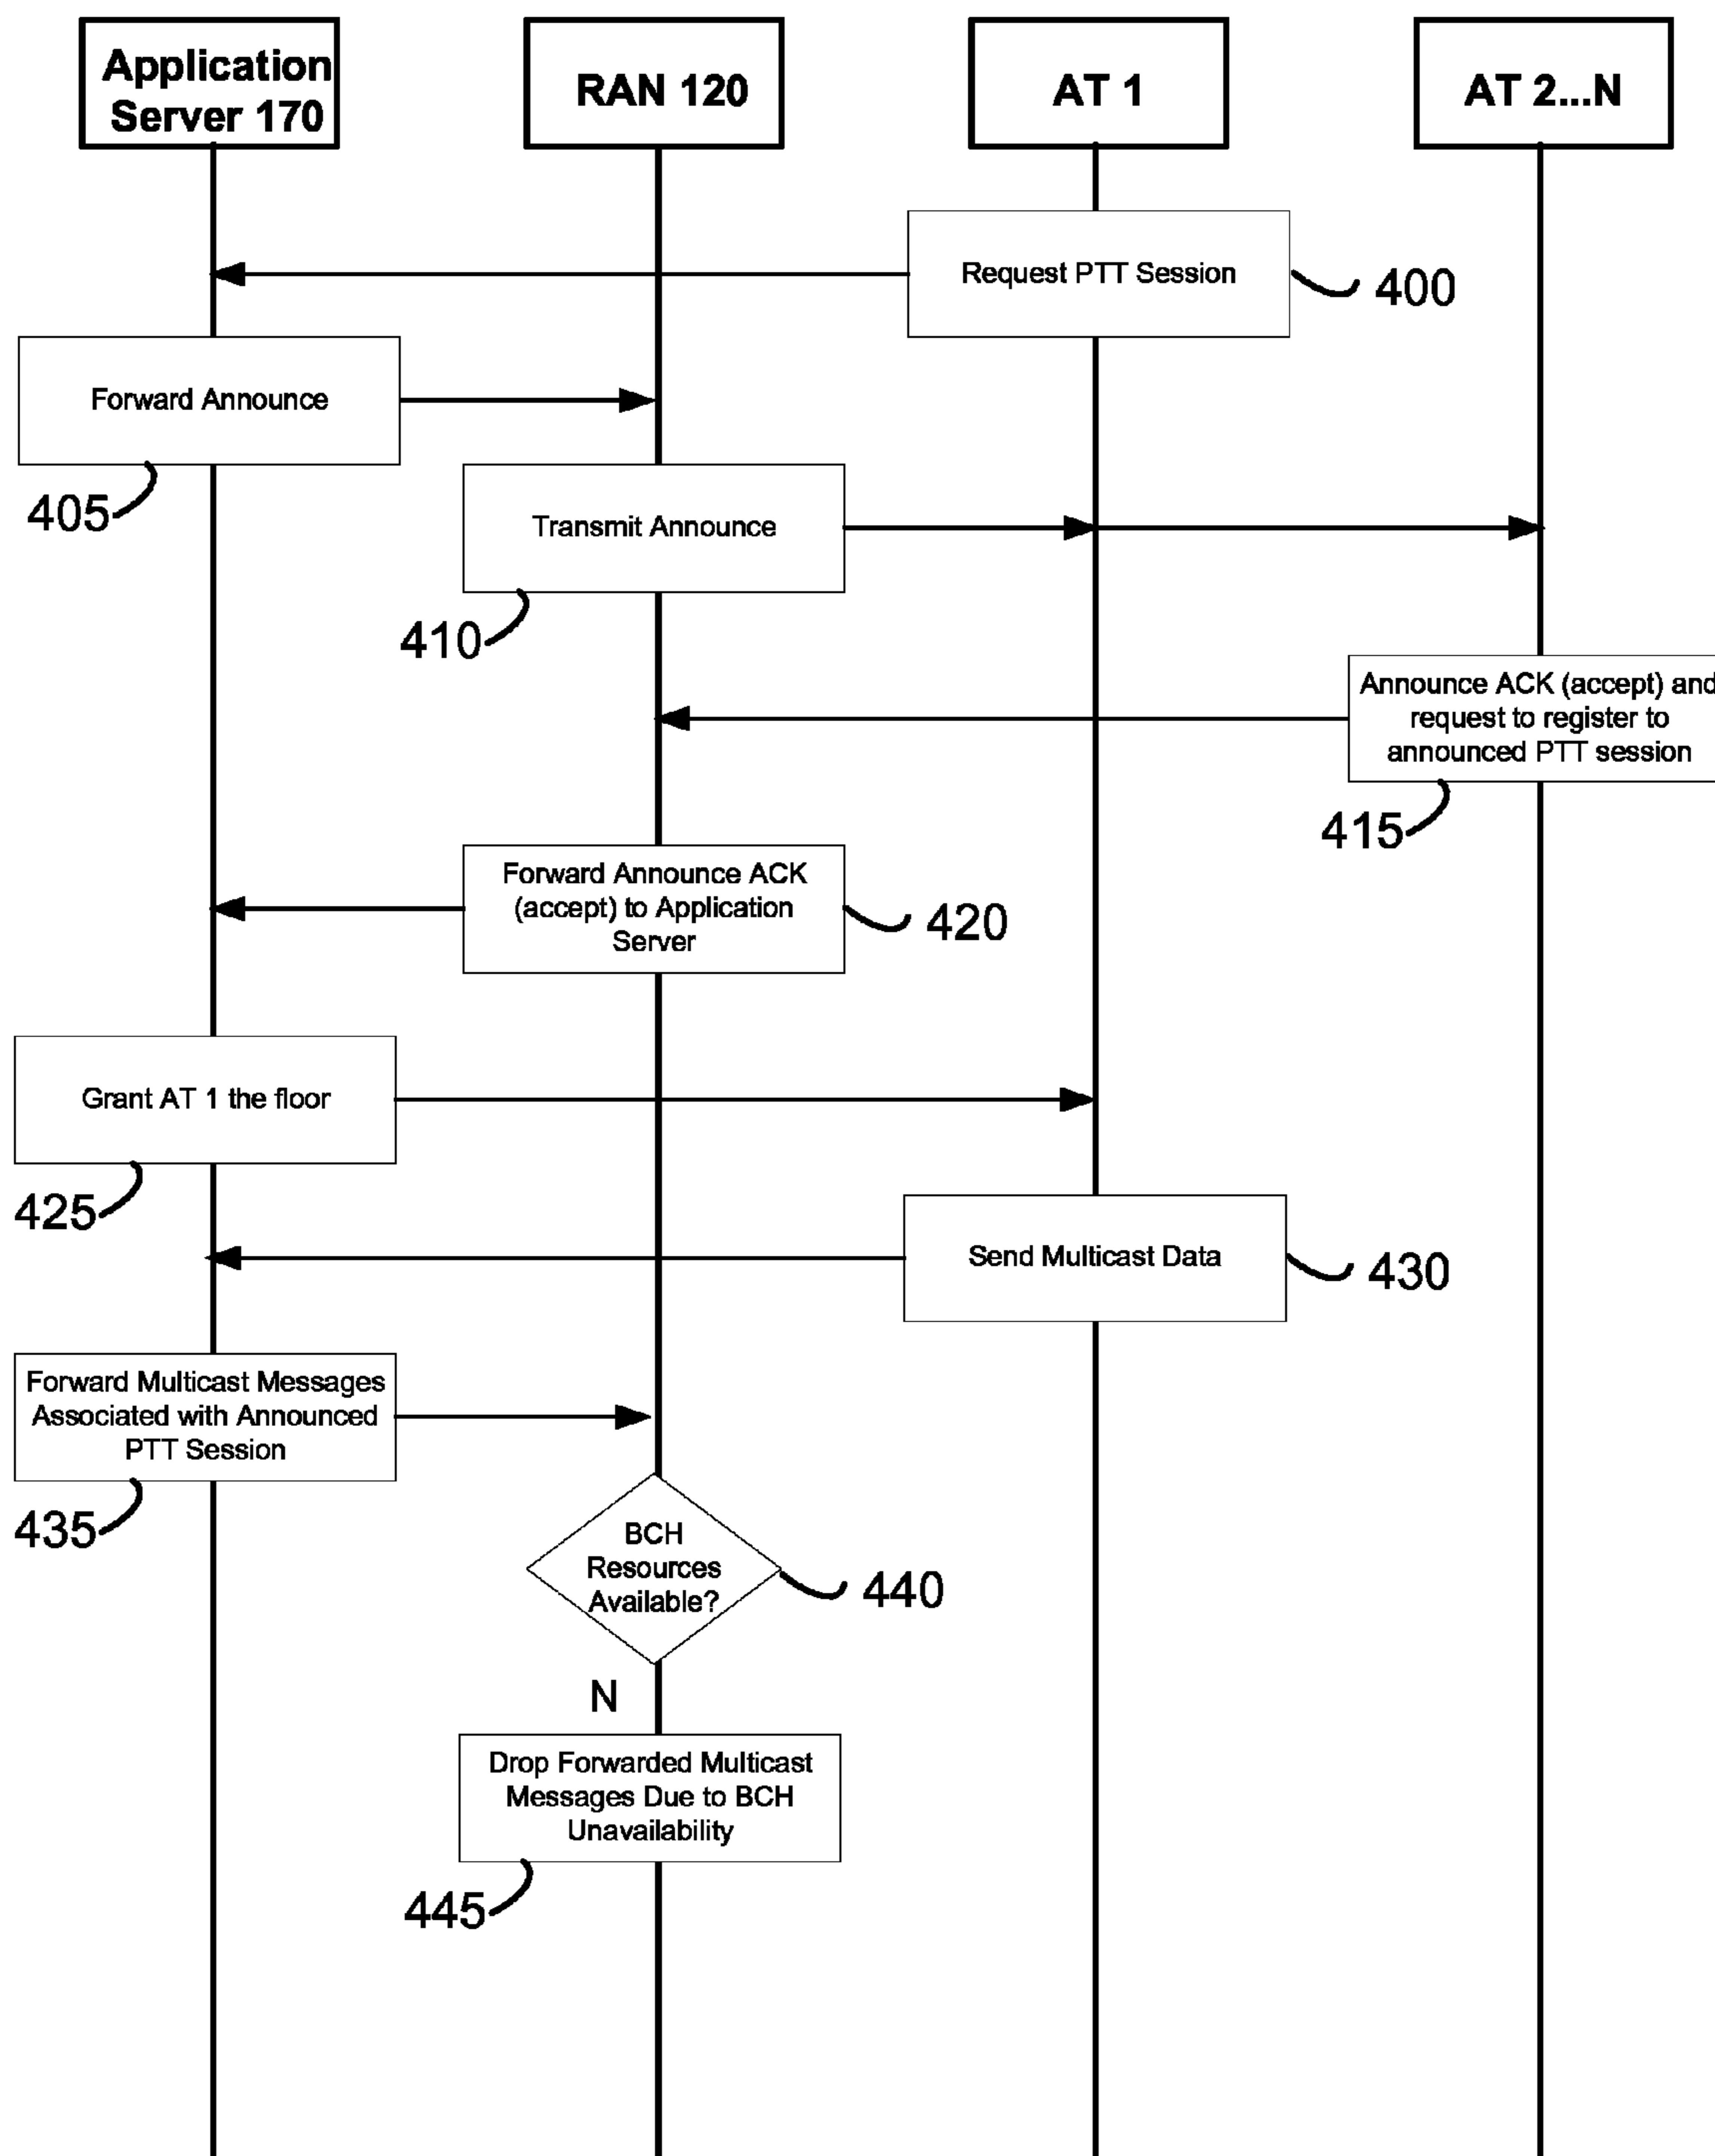 Application
Server 170
RAN 120
AT 1
AT 2...N
Request PTT Session
400
Forward Announce
405
Transmit Announce
410
Announce ACK (accept) and
request to register to
announced PTT session
415
Forward Announce ACK
(accept) to Application
Server
420
Grant AT 1 the floor
425
Send Multicast Data
430
Forward Multicast Messages
Associated with Announced
PTT Session
435
BCH
Resources
Available?
440
N
Drop Forwarded Multicast
Messages Due to BCH
Unavailability
445